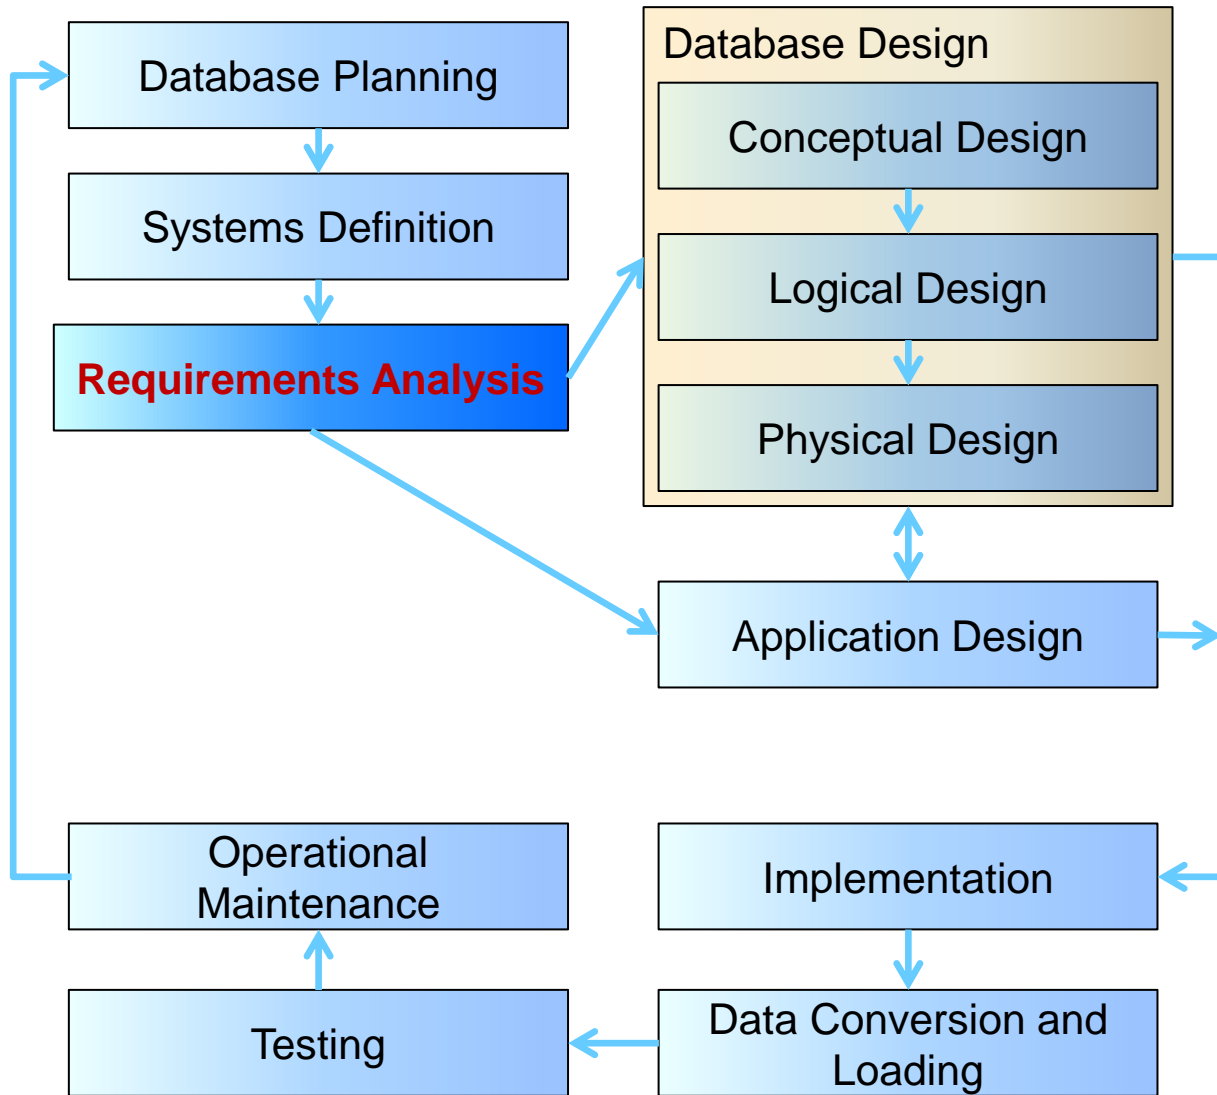 Database Planning
Systems Definition
Requirements Analysis
Database Design
Conceptual Design
Logical Design
Physical Design
Application Design
Operational
Maintenance
Implementation
Testing
Data Conversion and
Loading